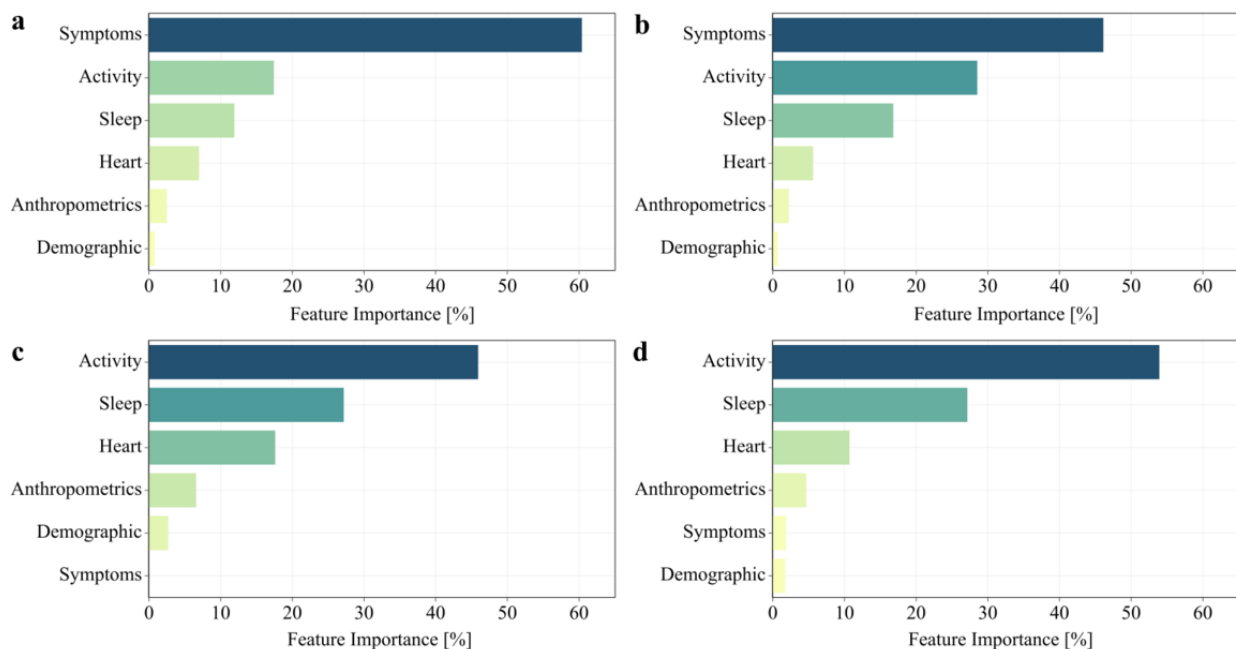 a
Symptoms
Activity
Sleep
Heart
Anthropometrics
Demographic
0 10 20 30 40 50 60
Feature Importance [%]
b
Symptoms
Activity
Sleep
Heart
Anthropometrics
Demographic
0 10 20 30 40 50 60
Feature Importance [%]
c
Activity
Sleep
Heart
Anthropometrics
Demographic
Symptoms
0 10 20 30 40 50 60
Feature Importance [%]
d
Activity
Sleep
Heart
Anthropometrics
Symptoms
Demographic
0 10 20 30 40 50 60
Feature Importance [%]